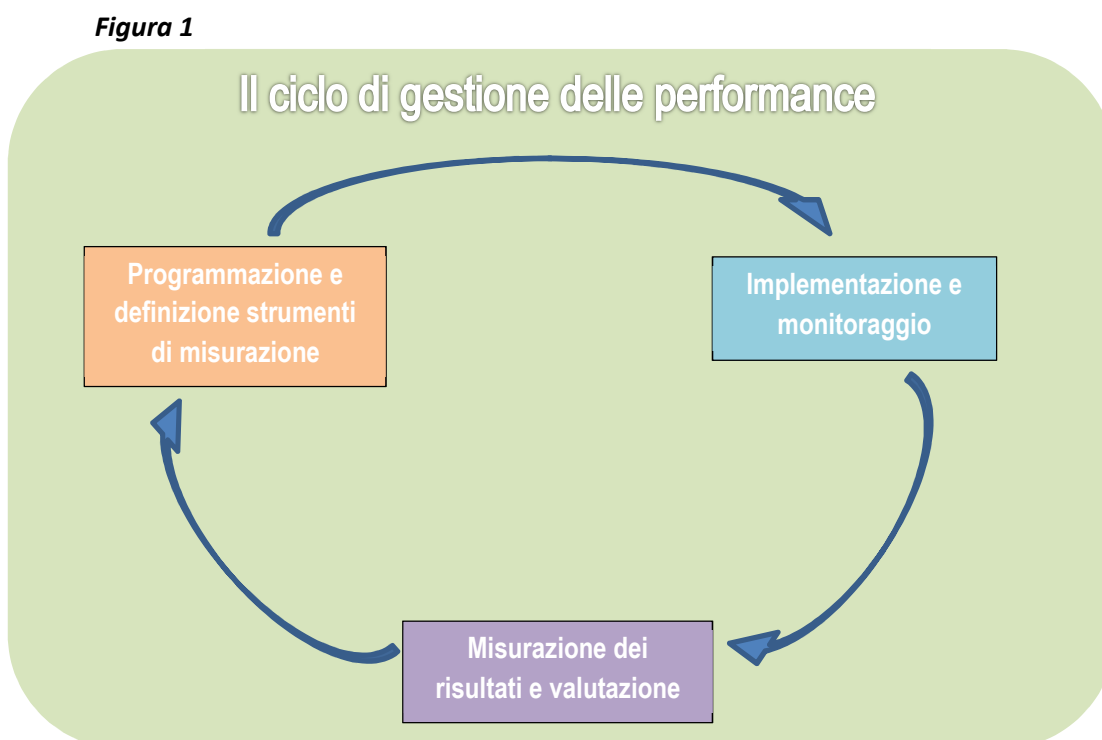 Figura 1
Il ciclo di gestione delle performance
Programmazione e
definizione strumenti
di misurazione
Implementazione e
monitoraggio
Misurazione dei
risultati e valutazione